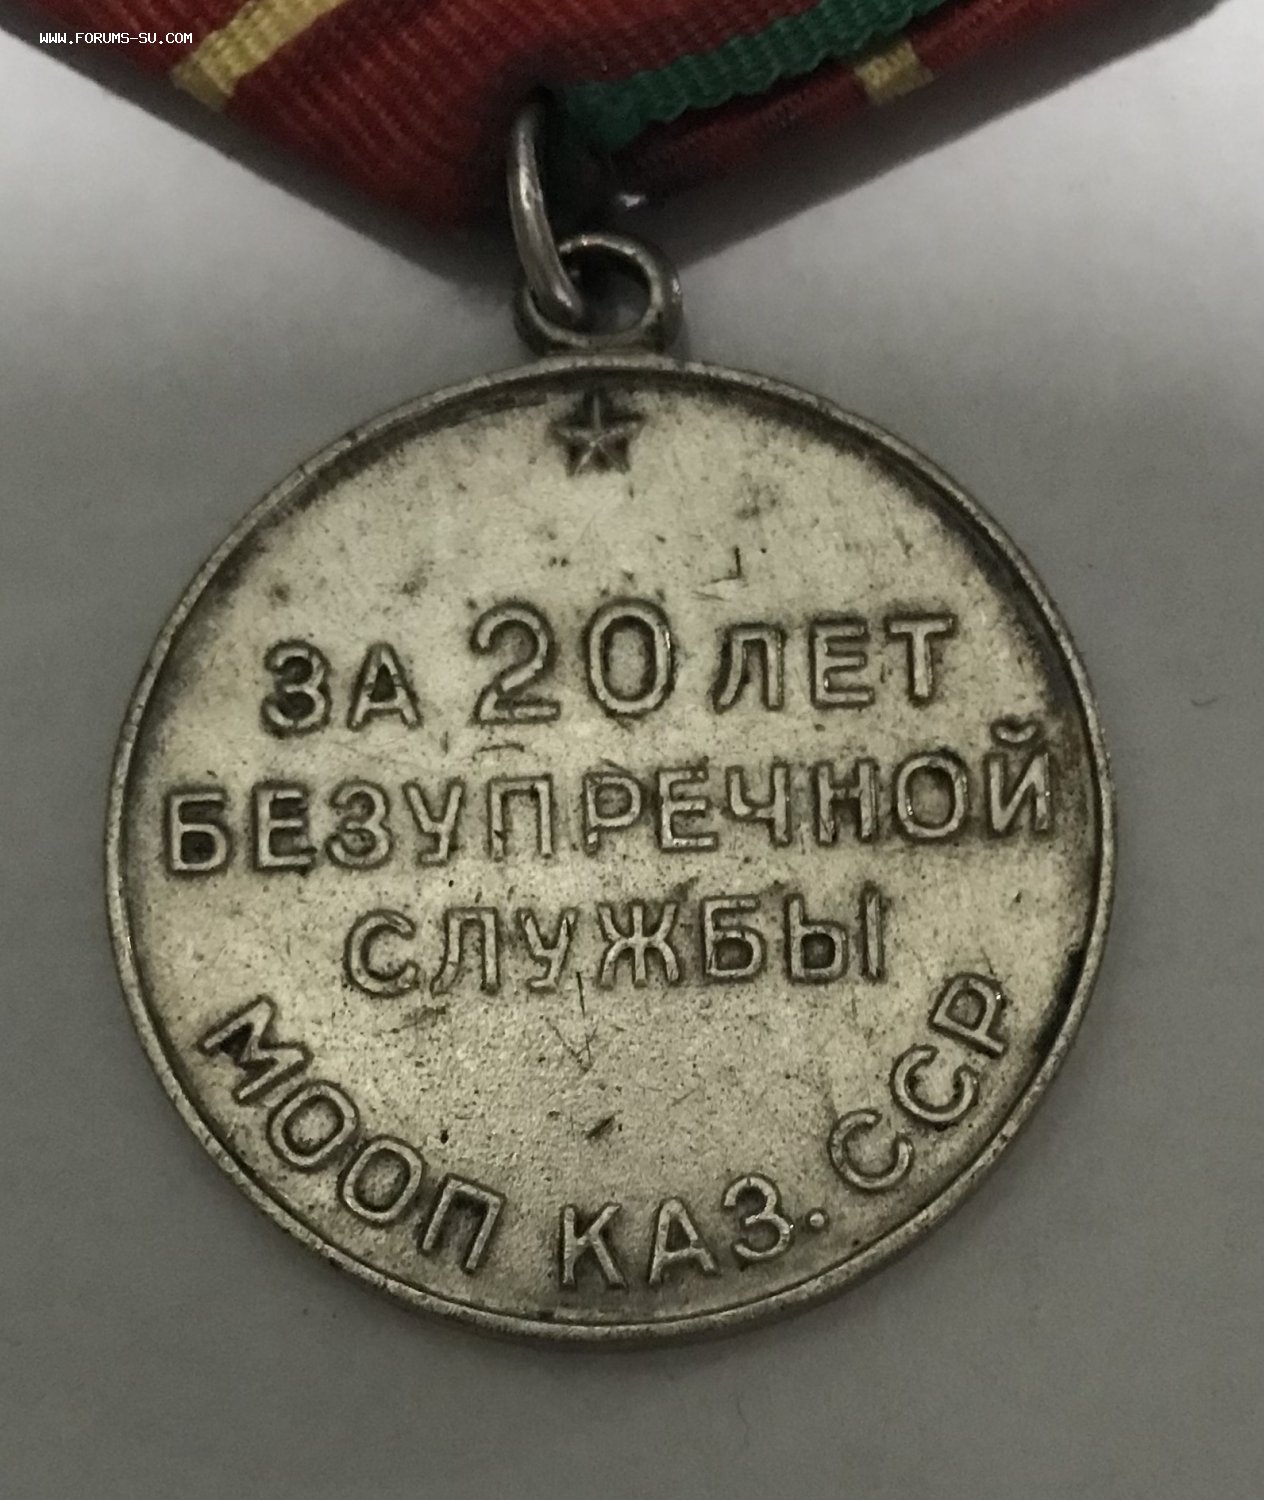 WWW.FORUMS-SU.COM
ЗА 20 ЛЕТ
БЕЗУПРЕЧНОЙ
СЛУЖБЫ
МООП КАЗ. ССР